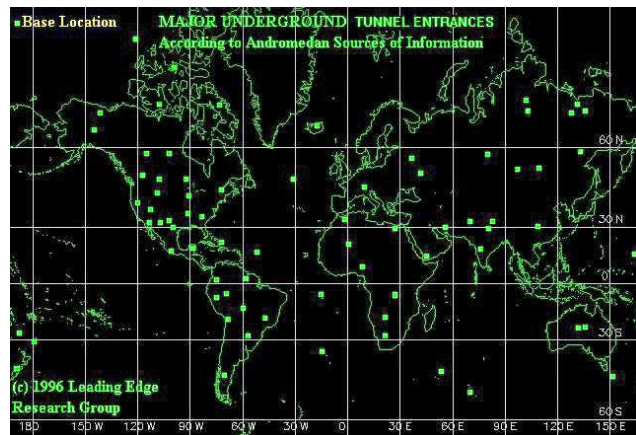 Base Location
MAJOR UNDERGROUND TUNNEL ENTRANCES
According to Andromedan Sources of Information
60 N
30 N
0
30 S
(c) 1996 Leading Edge
Research Group
60 S
180 150 W 120 W 90 W 60 W 30 W 0 30 E 60 E 90 E 120 E 150 E